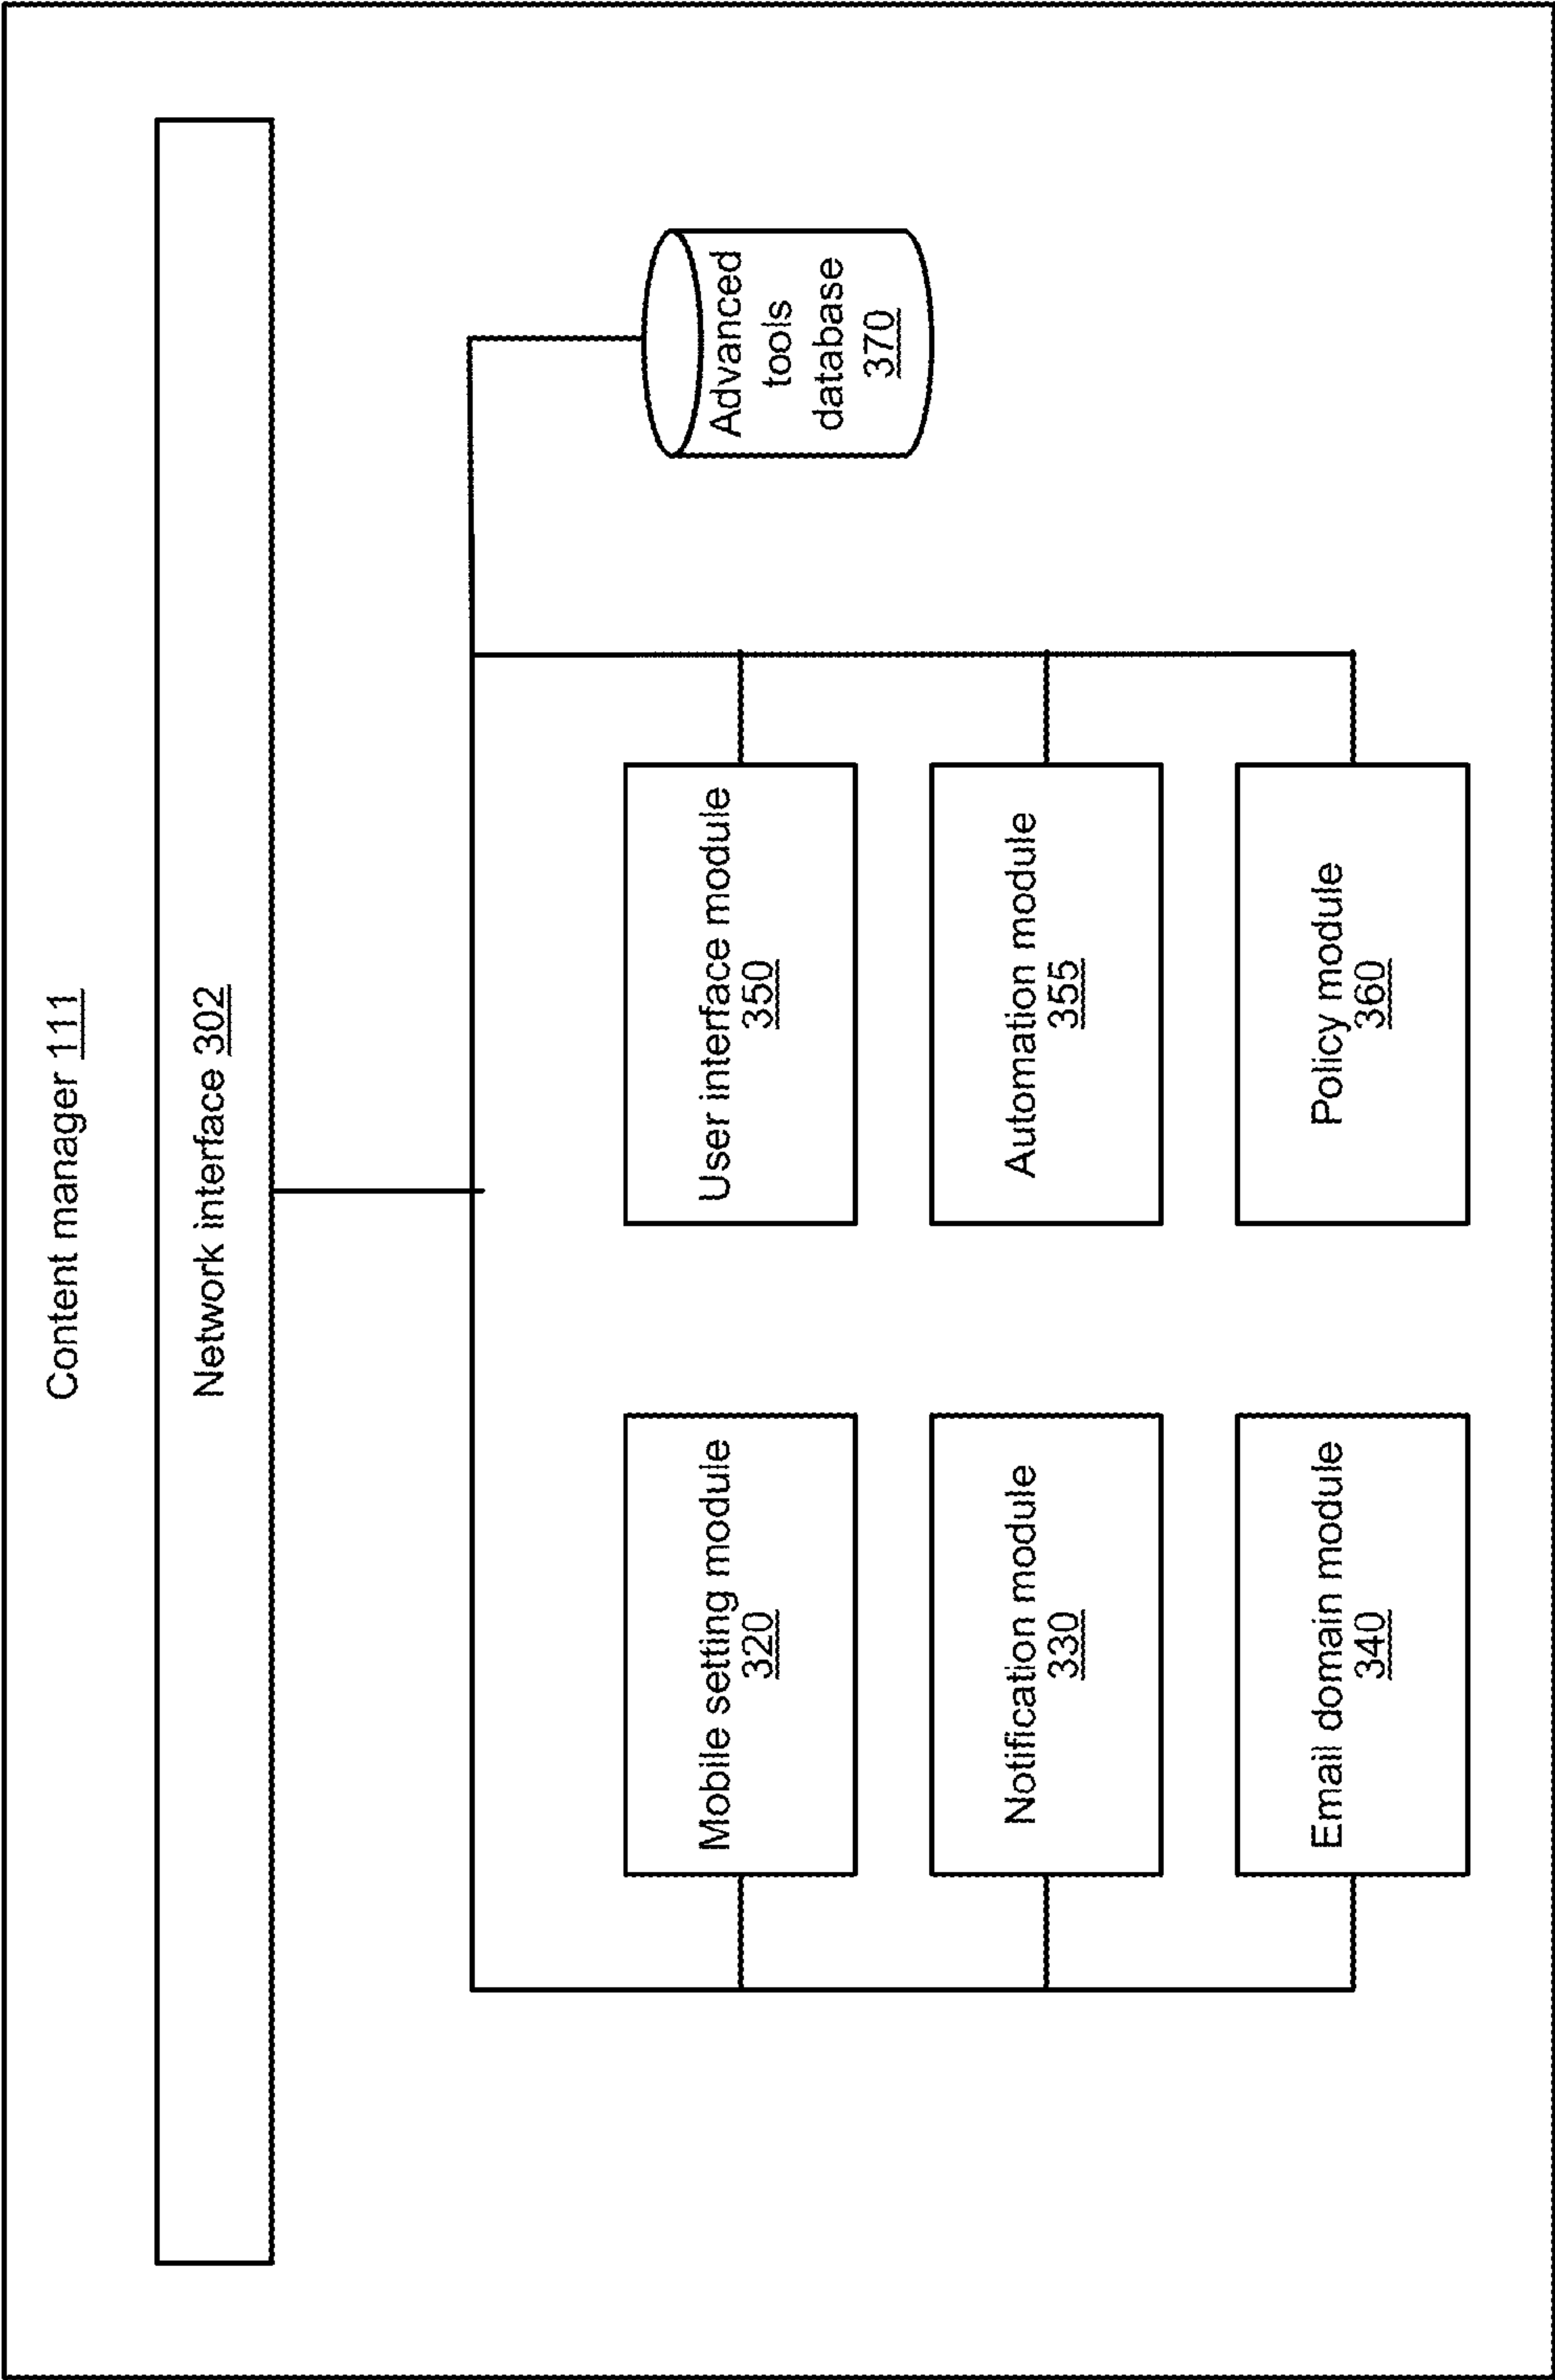 Content manager 111
Network interface 302
Mobile setting module
320
Notification module
330
Email domain module
340
User interface module
350
Automation module
355
Policy module
360
Advanced
tools
database
370